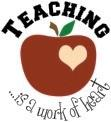 TEACHING
...is a work of heart